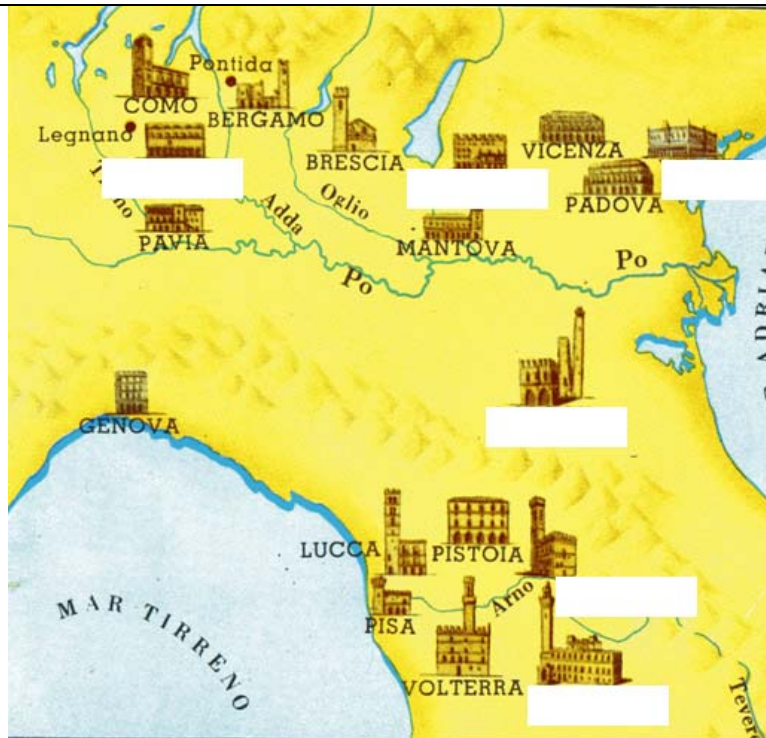 Pontida
COMO
BERGAMO
Legnano
BRESCIA
VICENZA
PADOVA
Oglio
Adda
PAVIA
MANTOVA
Po
Po
GENOVA
LUCCA
PISTOIA
Arno
PISA
VOLTERRA
MAR TIRRENO
Tevere